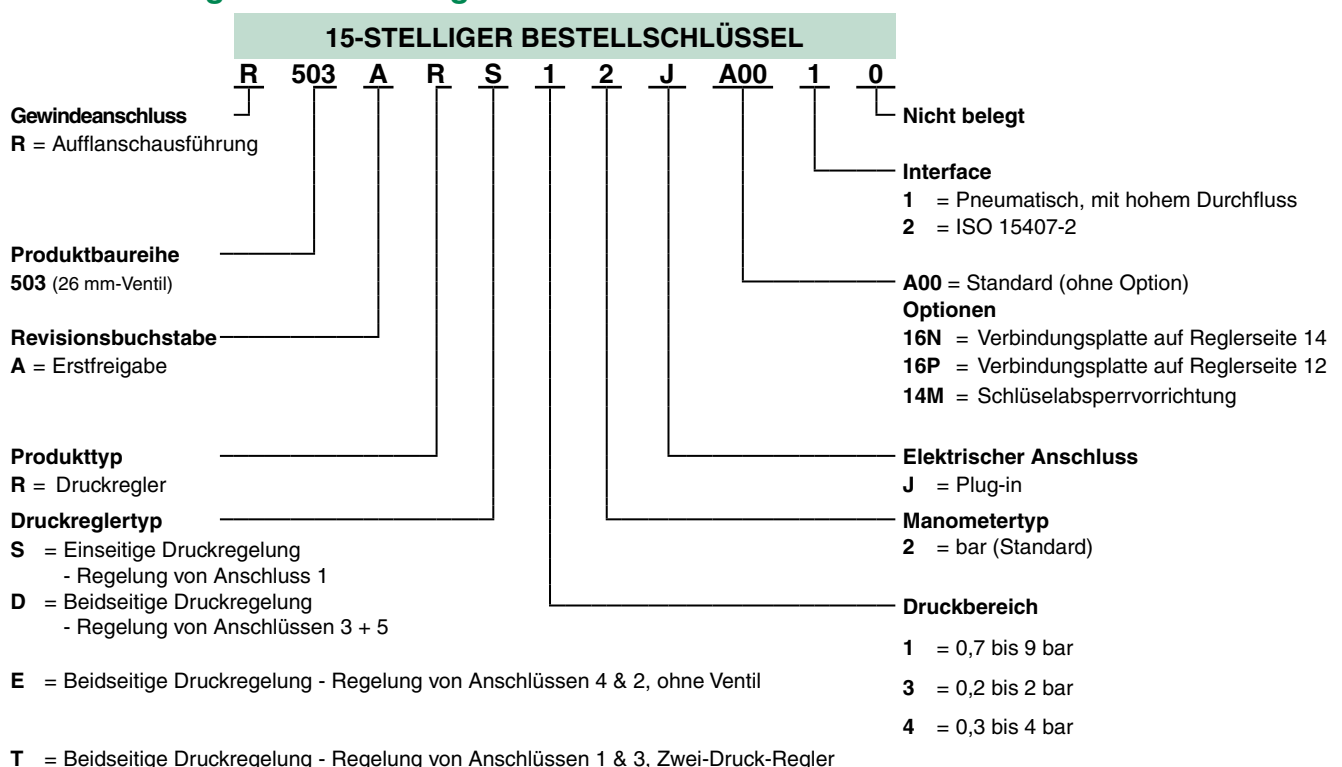 15-STELLIGER BESTELLSCHLÜSSEL
R 503 A R S 1 2 J A00 1 0
Gewindeanschluss
R = Aufflanschausführung
Produktbaureihe
503 (26 mm-Ventil)
Revisionsbuchstabe
A = Erstfreigabe
Produkttyp
R = Druckregler
Druckreglertyp
S = Einseitige Druckregelung
- Regelung von Anschluss 1
D = Beidseitige Druckregelung
- Regelung von Anschlüssen 3 + 5
E = Beidseitige Druckregelung - Regelung von Anschlüssen 4 & 2, ohne Ventil
T = Beidseitige Druckregelung - Regelung von Anschlüssen 1 & 3, Zwei-Druck-Regler
Nicht belegt
Interface
1 = Pneumatisch, mit hohem Durchfluss
2 = ISO 15407-2
A00 = Standard (ohne Option)
Optionen
16N = Verbindungsplatte auf Reglerseite 14
16P = Verbindungsplatte auf Reglerseite 12
14M = Schlüselabsperrvorrichtung
Elektrischer Anschluss
J = Plug-in
Manometertyp
2 = bar (Standard)
Druckbereich
1 = 0,7 bis 9 bar
3 = 0,2 bis 2 bar
4 = 0,3 bis 4 bar